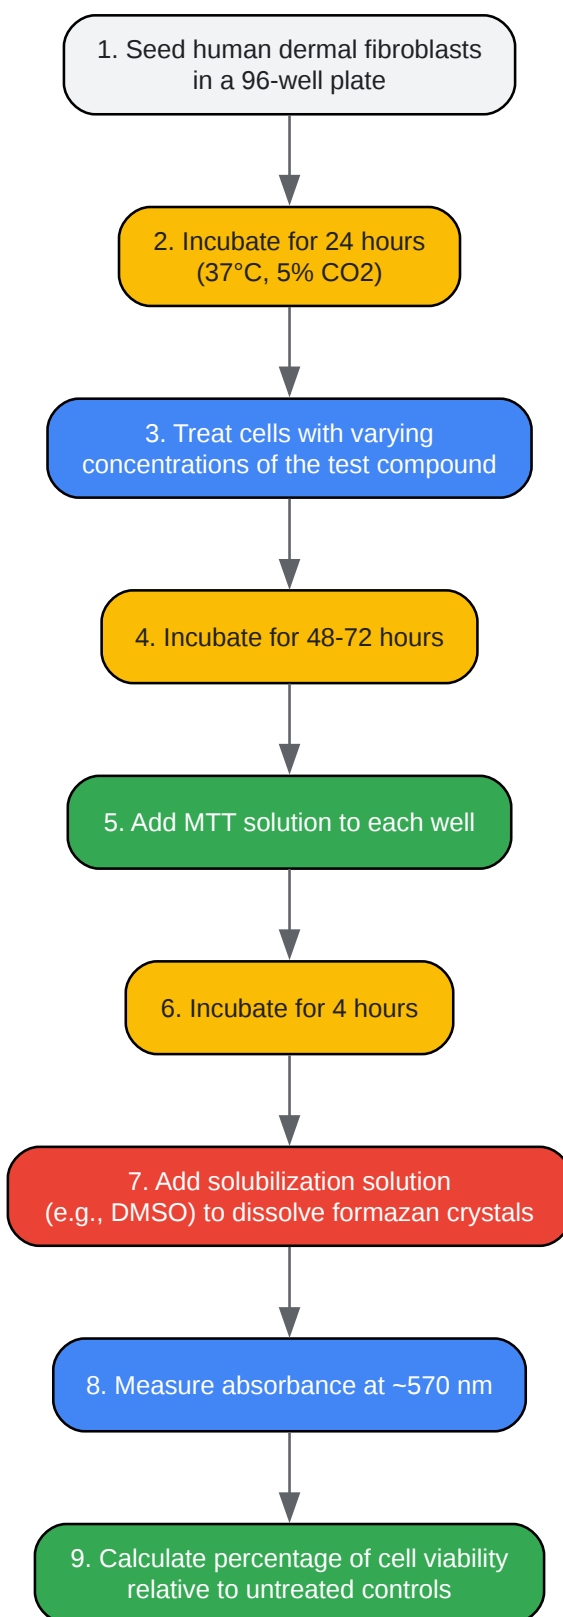 1. Seed human dermal fibroblasts
in a 96-well plate
2. Incubate for 24 hours
(37°C, 5% CO2)
3. Treat cells with varying
concentrations of the test compound
4. Incubate for 48-72 hours
5. Add MTT solution to each well
6. Incubate for 4 hours
7. Add solubilization solution
(e.g., DMSO) to dissolve formazan crystals
8. Measure absorbance at ~570 nm
9. Calculate percentage of cell viability
relative to untreated controls